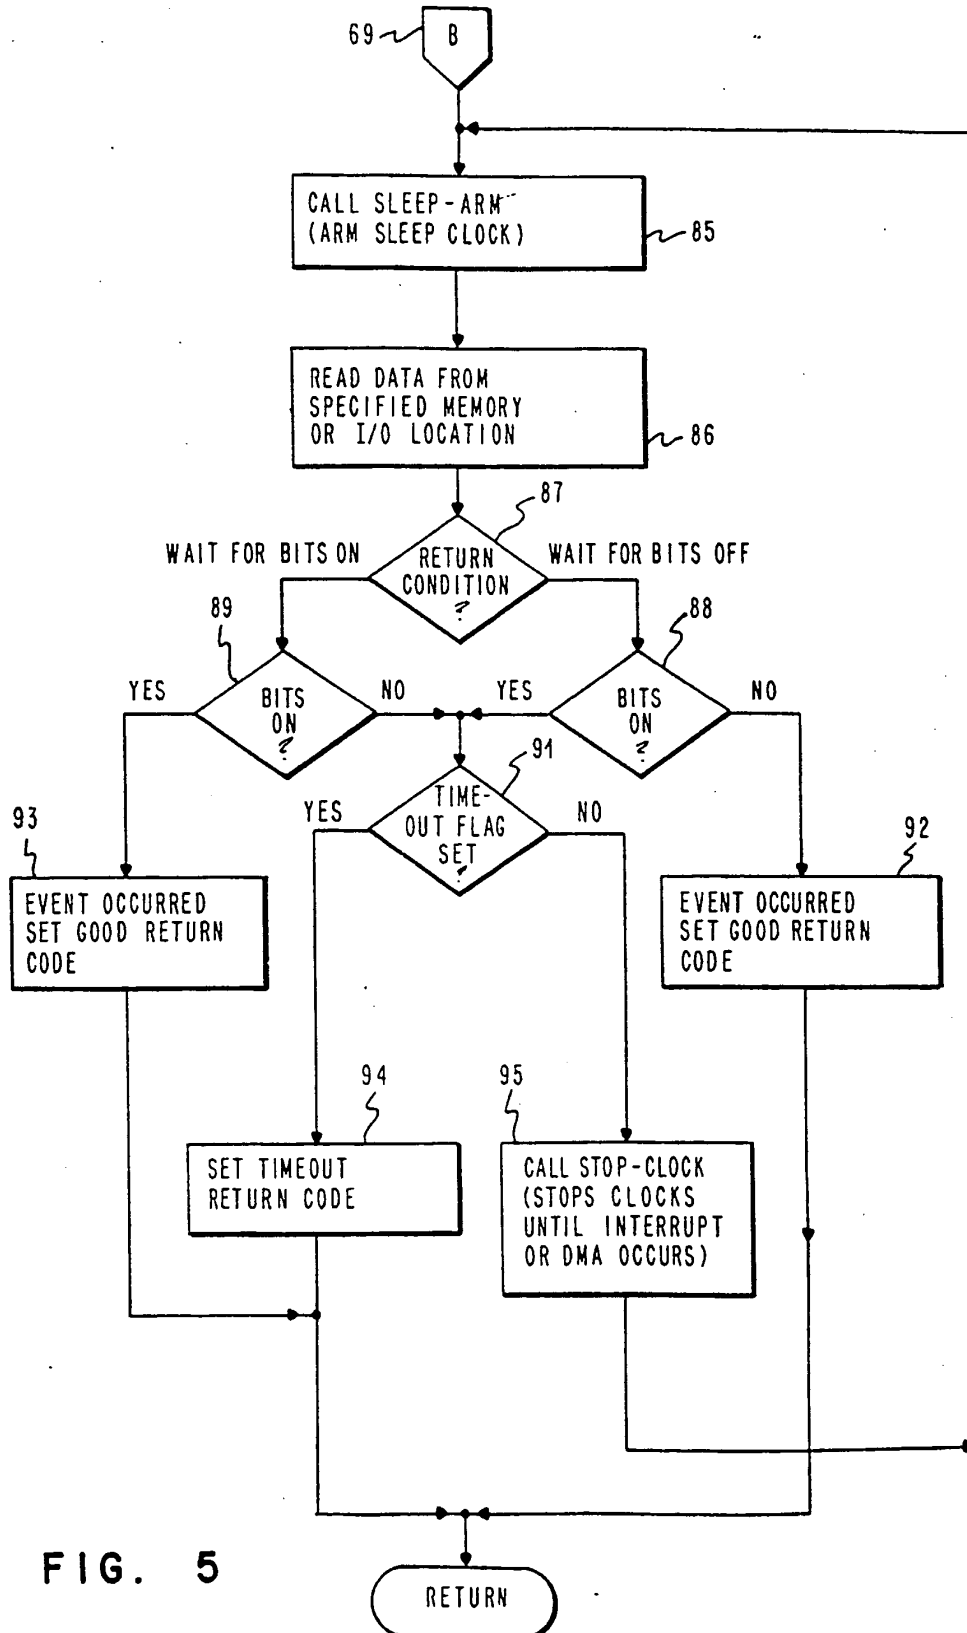 69
B
CALL SLEEP-ARM
(ARM SLEEP CLOCK)
85
READ DATA FROM
SPECIFIED MEMORY
OR I/O LOCATION
86
87
WAIT FOR BITS ON
RETURN
CONDITION
?
WAIT FOR BITS OFF
89
88
YES
BITS
ON
?
NO
YES
BITS
ON
?
NO
91
YES
TIME-
OUT FLAG
SET
?
NO
93
EVENT OCCURRED
SET GOOD RETURN
CODE
92
EVENT OCCURRED
SET GOOD RETURN
CODE
94
SET TIMEOUT
RETURN CODE
95
CALL STOP-CLOCK
(STOPS CLOCKS
UNTIL INTERRUPT
OR DMA OCCURS)
FIG. 5
RETURN